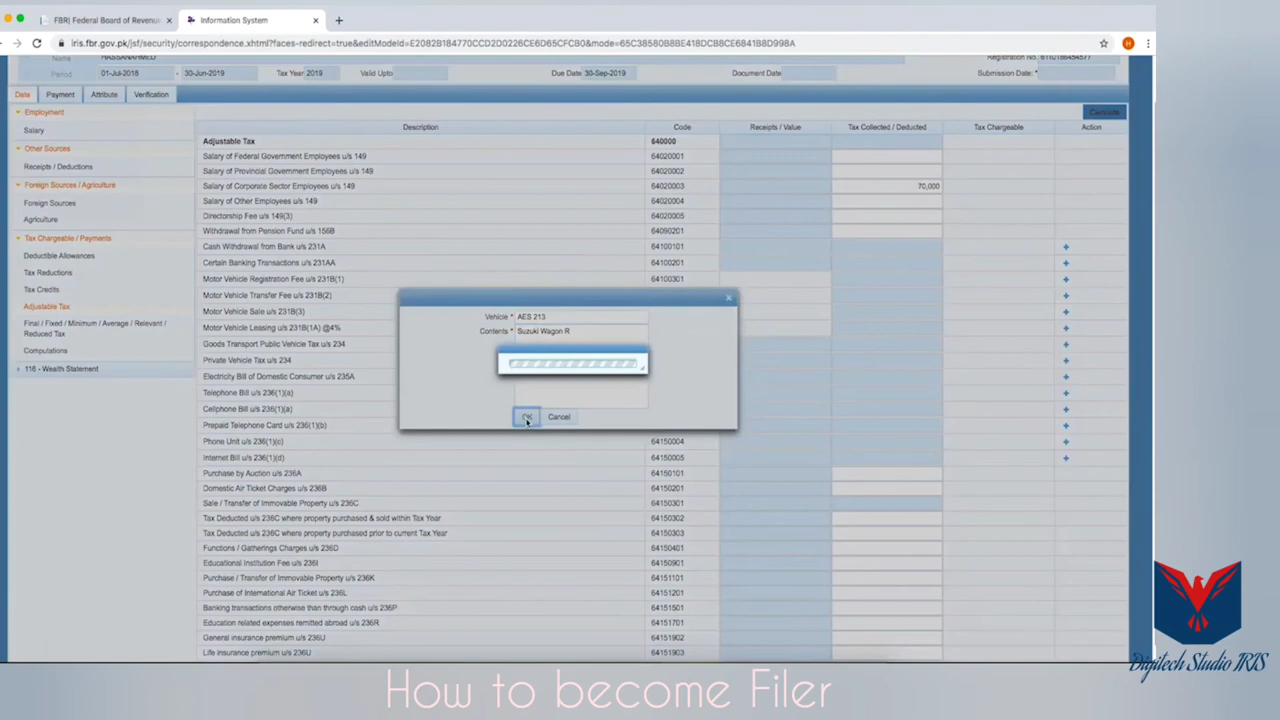 FBR| Federal Board of Revenue
Information System
iris.fbr.gov.pk/jsf/security/correspondence.xhtml?faces-redirect=true&editModeId=E2082B184770CCD2D0226CE6D65CFCB0&mode=65C38580B8BE418DCB8CE6841B8D998A
H
Name HASSANAHMED Registration No.
Period 01-Jul-2018 - 30-Jun-2019 Tax Year 2019 Valid Upto Due Date 30-Sep-2019 Document Date Submission Date: *
Data Payment Attribute Verification
Employment
Salary
Other Sources
Receipts / Deductions
Foreign Sources / Agriculture
Foreign Sources
Agriculture
Tax Chargeable / Payments
Deductible Allowances
Tax Reductions
Tax Credits
Adjustable Tax
Final / Fixed / Minimum / Average / Relevant /
Reduced Tax
Computations
116 - Wealth Statement
Calculate
Description Code Receipts / Value Tax Collected / Deducted Tax Chargeable Action
Adjustable Tax 640000
Salary of Federal Government Employees u/s 149 64020001
Salary of Provincial Government Employees u/s 149 64020002
Salary of Corporate Sector Employees u/s 149 64020003 70,000
Salary of Other Employees u/s 149 64020004
Directorship Fee u/s 149(3) 64020005
Withdrawal from Pension Fund u/s 156B 64090201
Cash Withdrawal from Bank u/s 231A 64100101 +
Certain Banking Transactions u/s 231AA 64100201 +
Motor Vehicle Registration Fee u/s 231B(1) 64100301 +
Motor Vehicle Transfer Fee u/s 231B(2) +
Motor Vehicle Sale u/s 231B(3) +
Motor Vehicle Leasing u/s 231B(1A) @4% +
Goods Transport Public Vehicle Tax u/s 234 +
Private Vehicle Tax u/s 234 +
Electricity Bill of Domestic Consumer u/s 235A +
Telephone Bill u/s 236(1)(a) +
Cellphone Bill u/s 236(1)(a) +
Prepaid Telephone Card u/s 236(1)(b) +
Phone Unit u/s 236(1)(c) 64150004 +
Internet Bill u/s 236(1)(d) 64150005 +
Purchase by Auction u/s 236A 64150101
Domestic Air Ticket Charges u/s 236B 64150201
Sale / Transfer of Immovable Property u/s 236C 64150301
Tax Deducted u/s 236C where property purchased & sold within Tax Year 64150302
Tax Deducted u/s 236C where property purchased prior to current Tax Year 64150303
Functions / Gatherings Charges u/s 236D 64150401
Educational Institution Fee u/s 236I 64150901
Purchase / Transfer of Immovable Property u/s 236K 64151101
Purchase of International Air Ticket u/s 236L 64151201
Banking transactions otherwise than through cash u/s 236P 64151501
Education related expenses remitted abroad u/s 236R 64151701
General insurance premium u/s 236U 64151902
Life insurance premium u/s 236U 64151903
Vehicle * AES 213
Contents * Suzuki Wagon R
OK Cancel
Digitech Studio IRIS
How to become Filer